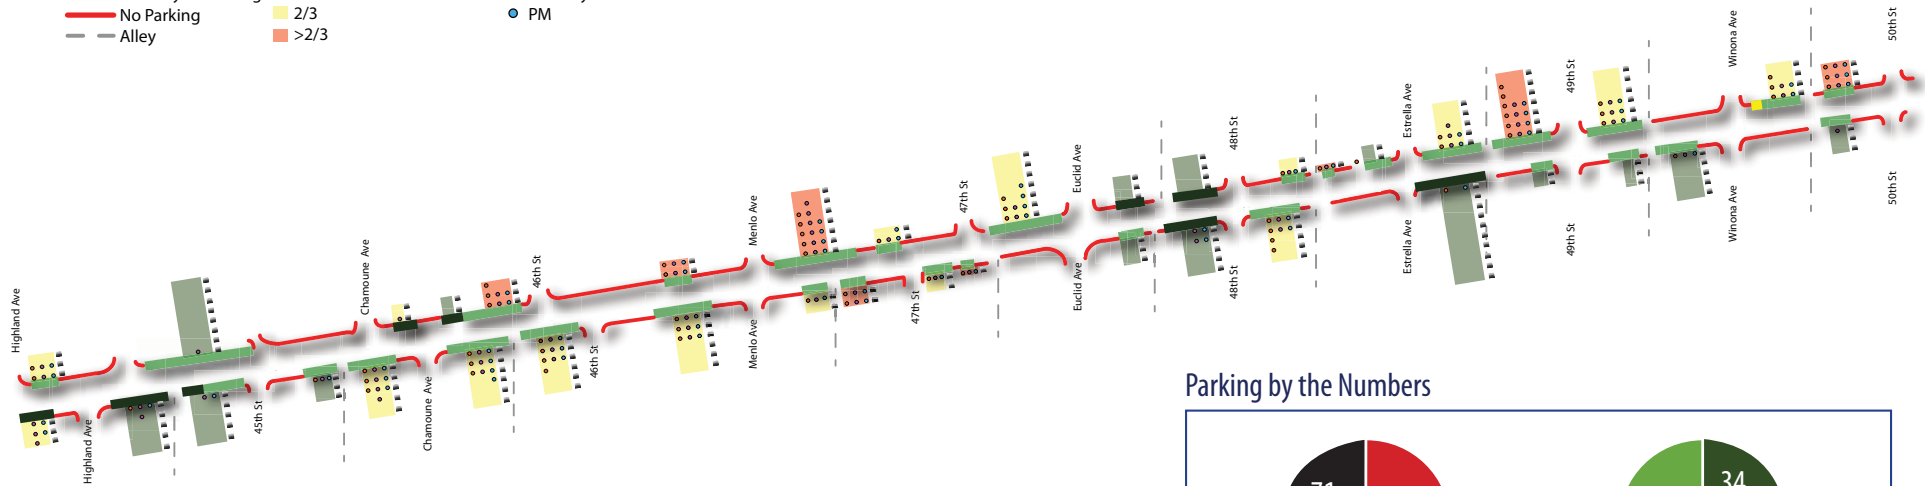 No Parking
Alley
2/3
>2/3
PM
Highland Ave
Highland Ave
45th St
Chamoune Ave
Chamoune Ave
46th St
46th St
Menlo Ave
Menlo Ave
47th St
47th St
Euclid Ave
Euclid Ave
48th St
48th St
Estrella Ave
Estrella Ave
49th St
49th St
Winona Ave
Winona Ave
50th St
50th St
Parking by the Numbers
34